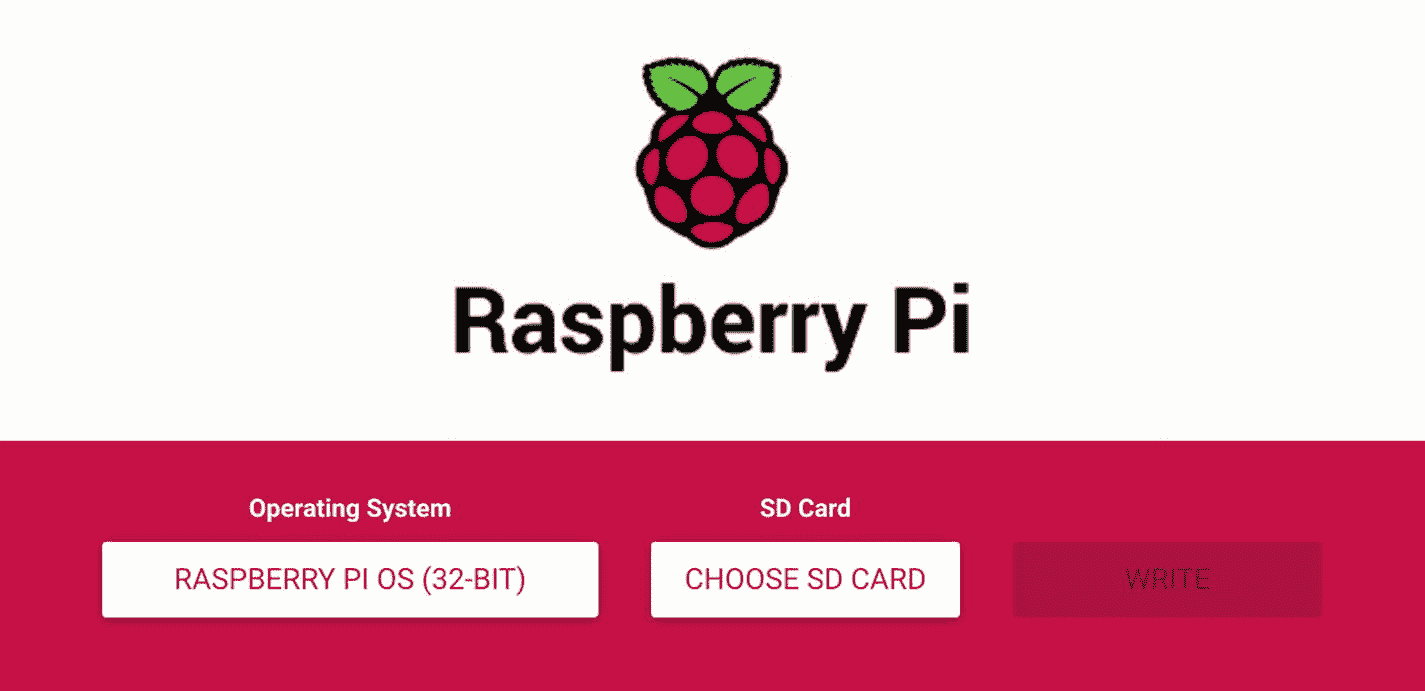 Raspberry Pi
Operating System
SD Card
RASPBERRY PI OS (32-BIT)
CHOOSE SD CARD
WRITE